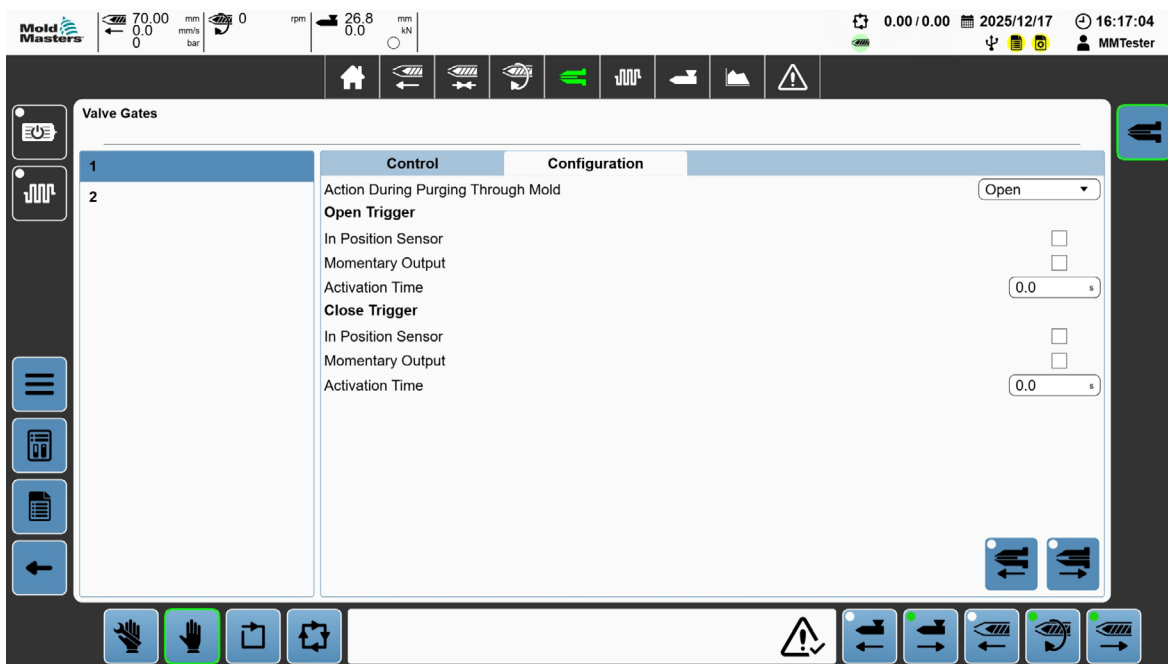 Mold
Masters
70.00 mm
0.0 mm/s
0 bar
0 rpm
26.8 mm
0.0 kN
0.00 / 0.00 2025/12/17 16:17:04
MMTester
Valve Gates
1
2
Control Configuration
Action During Purging Through Mold Open
Open Trigger
In Position Sensor
Momentary Output
Activation Time 0.0 s
Close Trigger
In Position Sensor
Momentary Output
Activation Time 0.0 s